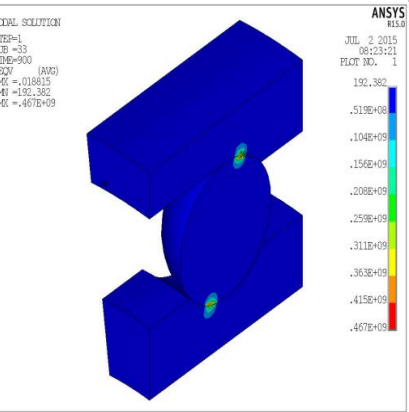 ODAL SOLUTION
TEP=1
UB =33
IME=900
EQV (AVG)
MX =.018815
MN =192.382
MX =.467E+09
ANSYS
R15.0
JUL 2 2015
08:23:21
PLOT NO. 1
192.382
.519E+08
.104E+09
.156E+09
.208E+09
.259E+09
.311E+09
.363E+09
.415E+09
.467E+09